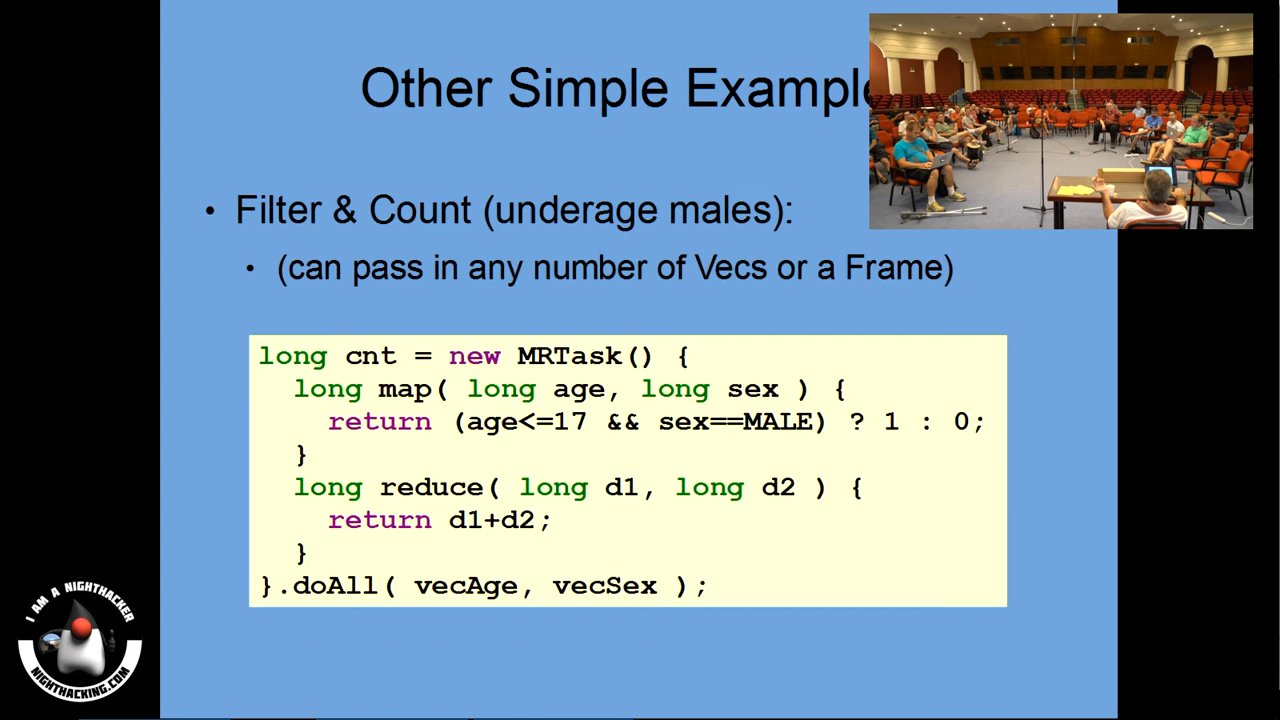 Other Simple Example
• Filter & Count (underage males):
• (can pass in any number of Vecs or a Frame)
long cnt = new MRTask() {
long map( long age, long sex ) {
return (age<=17 && sex==MALE) ? 1 : 0;
}
long reduce( long d1, long d2 ) {
return d1+d2;
}
}.doAll( vecAge, vecSex );
I AM A NIGHTHACKER
NIGHTHACKING.COM